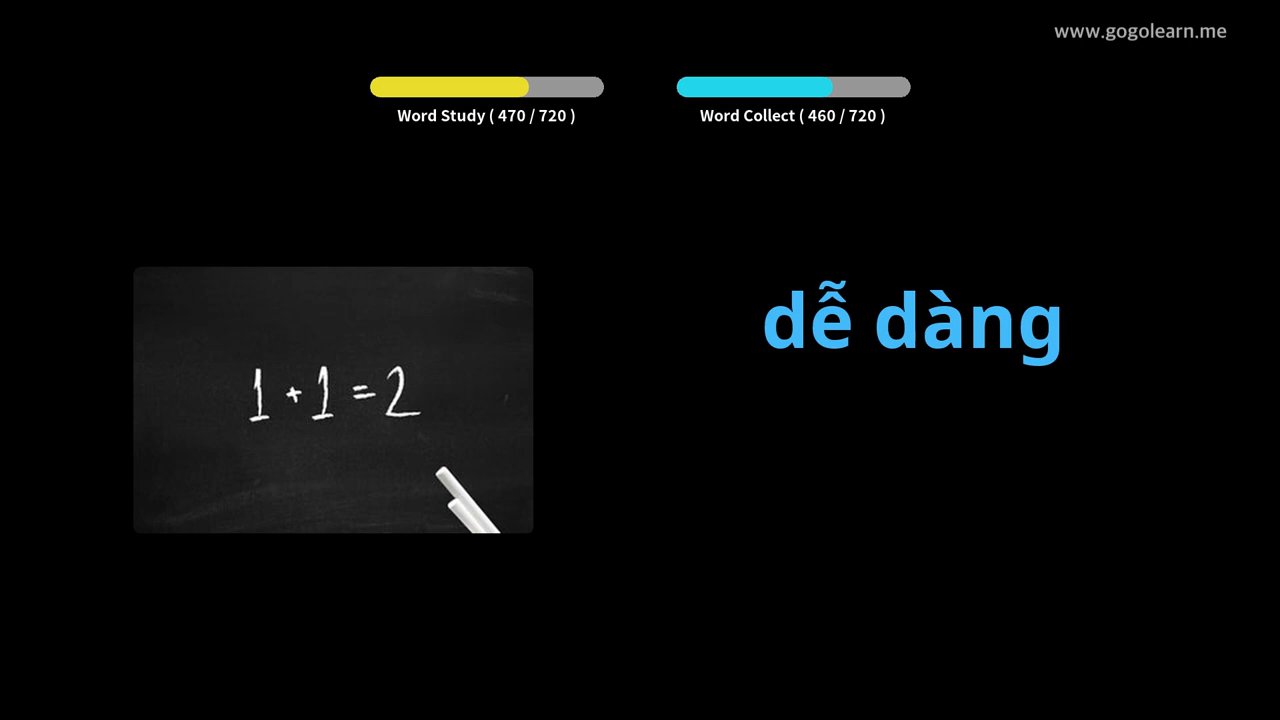 www.gogolearn.me
Word Study ( 470 / 720 )
Word Collect ( 460 / 720 )
dễ dàng
1 + 1 = 2